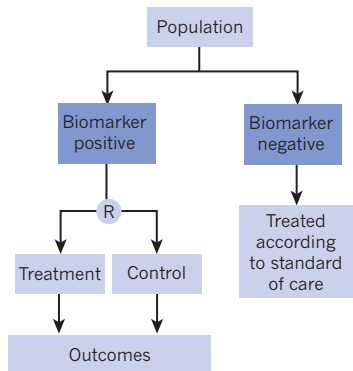 Population
Biomarker
positive
Biomarker
negative
R
Treated
according
to standard
of care
Treatment
Control
Outcomes